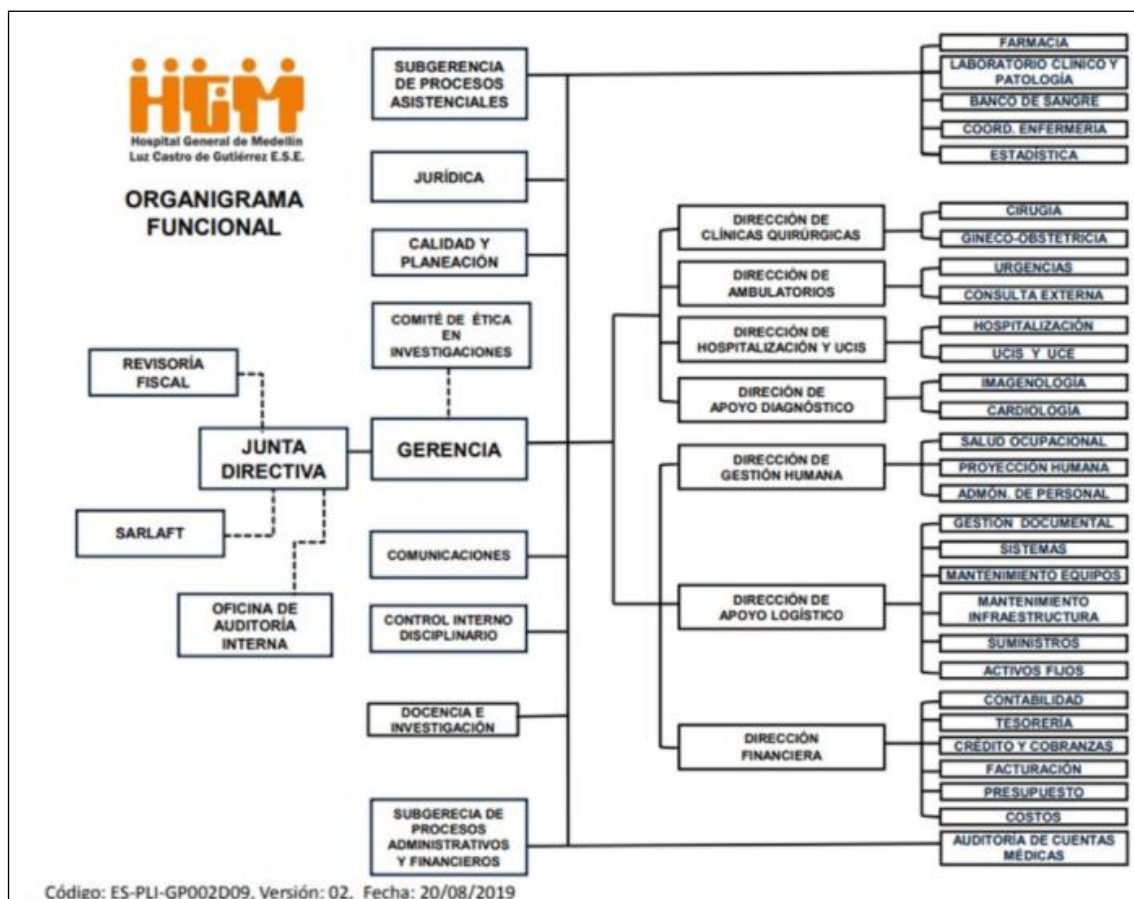 HGM
Hospital General de Medellín
Luz Castro de Gutiérrez E.S.E.
ORGANIGRAMA
FUNCIONAL
SUBGERENCIA
DE PROCESOS
ASISTENCIALES
JURÍDICA
CALIDAD Y
PLANEACIÓN
COMITÉ DE ÉTICA
EN
INVESTIGACIONES
REVISORÍA
FISCAL
JUNTA
DIRECTIVA
GERENCIA
SARLAFT
OFICINA DE
AUDITORÍA
INTERNA
COMUNICACIONES
CONTROL INTERNO
DISCIPLINARIO
DOCENCIA E
INVESTIGACIÓN
SUBGERECIA DE
PROCESOS
ADMINISTRATIVOS
Y FINANCIEROS
DIRECCIÓN DE
CLÍNICAS QUIRÚRGICAS
DIRECCIÓN DE
AMBULATORIOS
DIRECCIÓN DE
HOSPITALIZACIÓN Y UCIS
DIRECIÓN DE
APOYO DIAGNÓSTICO
DIRECCIÓN DE
GESTIÓN HUMANA
DIRECCIÓN DE
APOYO LOGÍSTICO
DIRECCIÓN
FINANCIERA
FARMACIA
LABORATORIO CLÍNICO Y
PATOLOGÍA
BANCO DE SANGRE
COORD. ENFERMERIA
ESTADÍSTICA
CIRUGIA
GINECO-OBSTETRICIA
URGENCIAS
CONSULTA EXTERNA
HOSPITALIZACIÓN
UCIS Y UCE
IMAGENOLOGÍA
CARDIOLOGÍA
SALUD OCUPACIONAL
PROYECCIÓN HUMANA
ADMÓN. DE PERSONAL
GESTION DOCUMENTAL
SISTEMAS
MANTENIMIENTO EQUIPOS
MANTENIMIENTO
INFRAESTRUCTURA
SUMINISTROS
ACTIVOS FIJOS
CONTABILIDAD
TESORERÍA
CRÉDITO Y COBRANZAS
FACTURACIÓN
PRESUPUESTO
COSTOS
AUDITORÍA DE CUENTAS
MÉDICAS
Código: ES-PLI-GP002D09, Versión: 02, Fecha: 20/08/2019